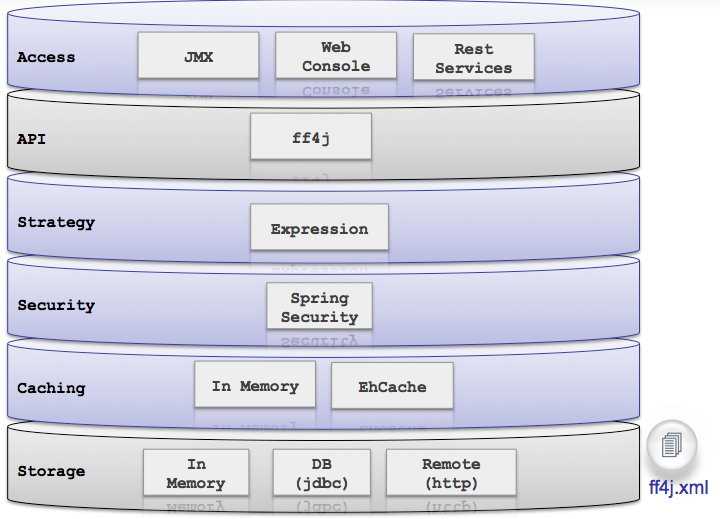 Access
JMX
Web
Console
Rest
Services
API
ff4j
Strategy
Expression
Security
Spring
Security
Caching
In Memory
EhCache
Storage
In
Memory
DB
(jdbc)
Remote
(http)
ff4j.xml